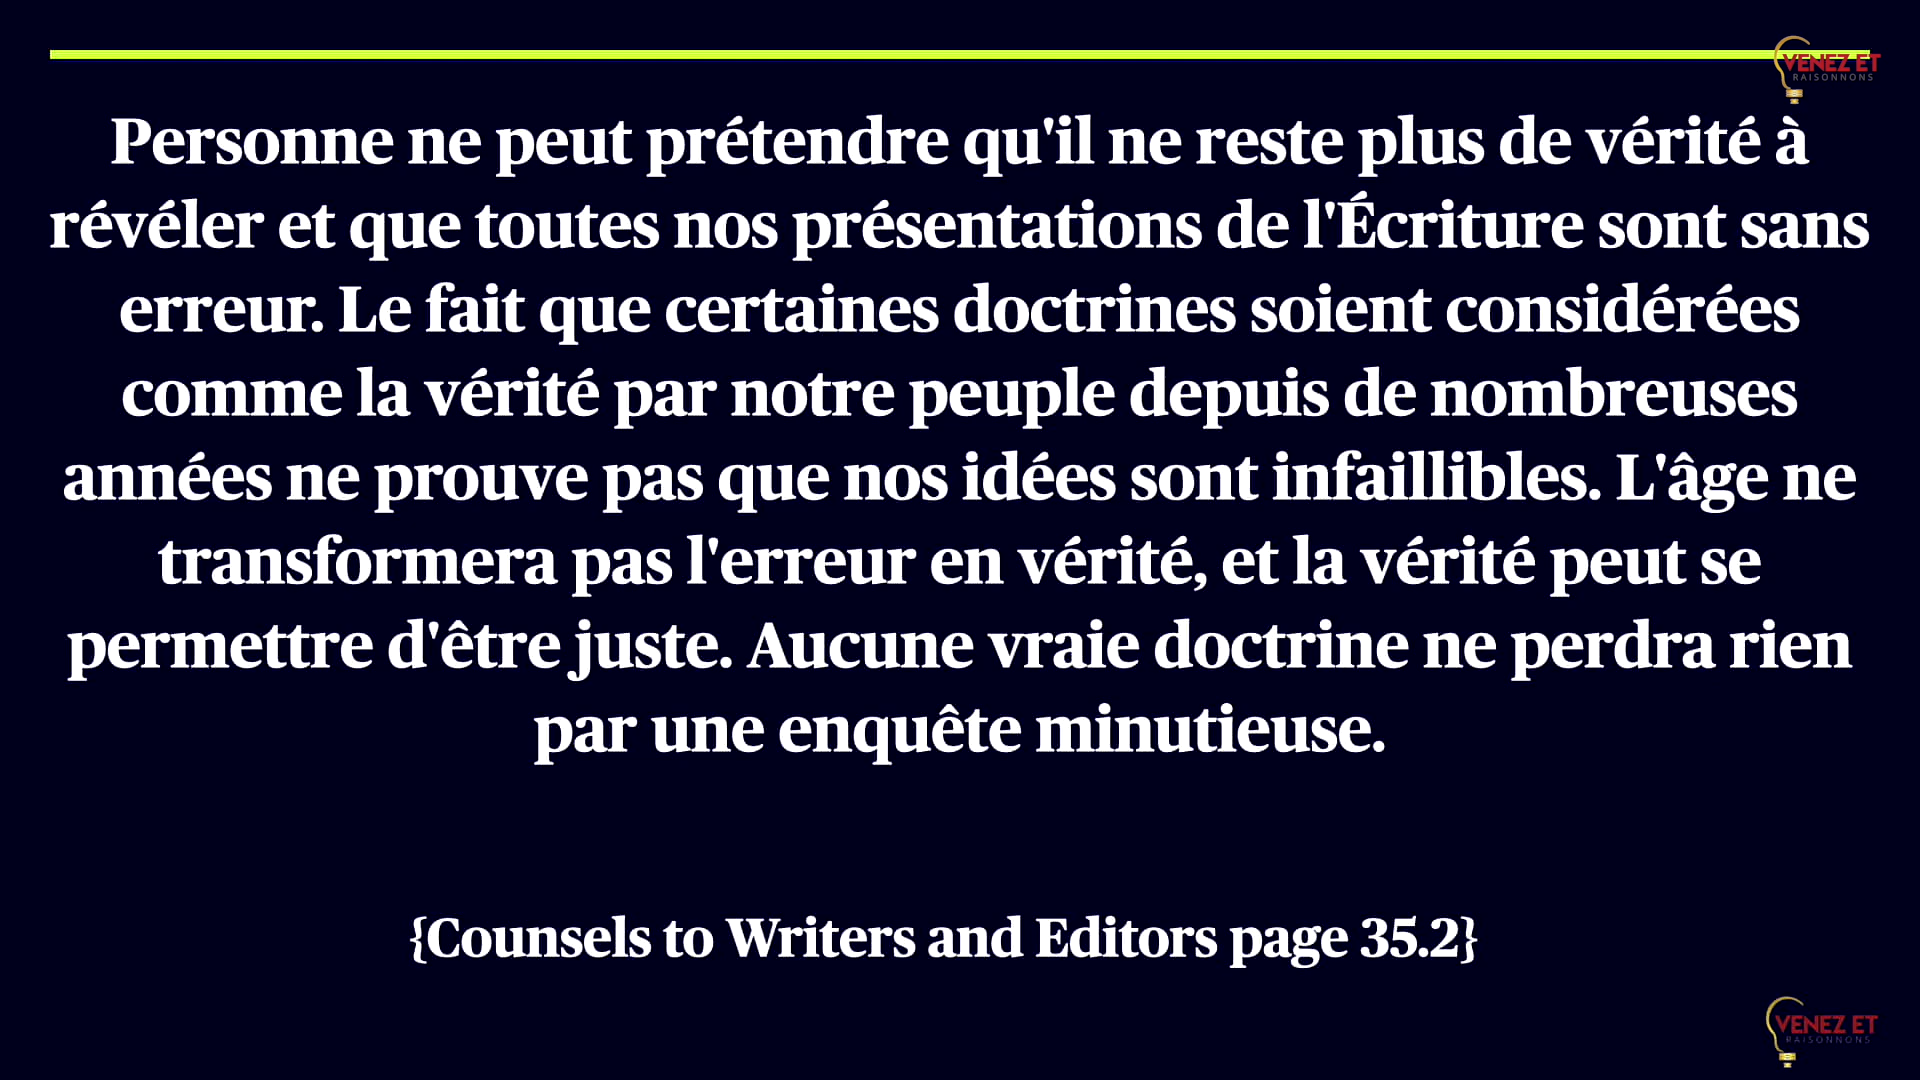 VENEZ ET
RAISONNONS
Personne ne peut prétendre qu'il ne reste plus de vérité à
révéler et que toutes nos présentations de l'Écriture sont sans
erreur. Le fait que certaines doctrines soient considérées
comme la vérité par notre peuple depuis de nombreuses
années ne prouve pas que nos idées sont infaillibles. L'âge ne
transformera pas l'erreur en vérité, et la vérité peut se
permettre d'être juste. Aucune vraie doctrine ne perdra rien
par une enquête minutieuse.
{Counsels to Writers and Editors page 35.2}
VENEZ ET
RAISONNONS